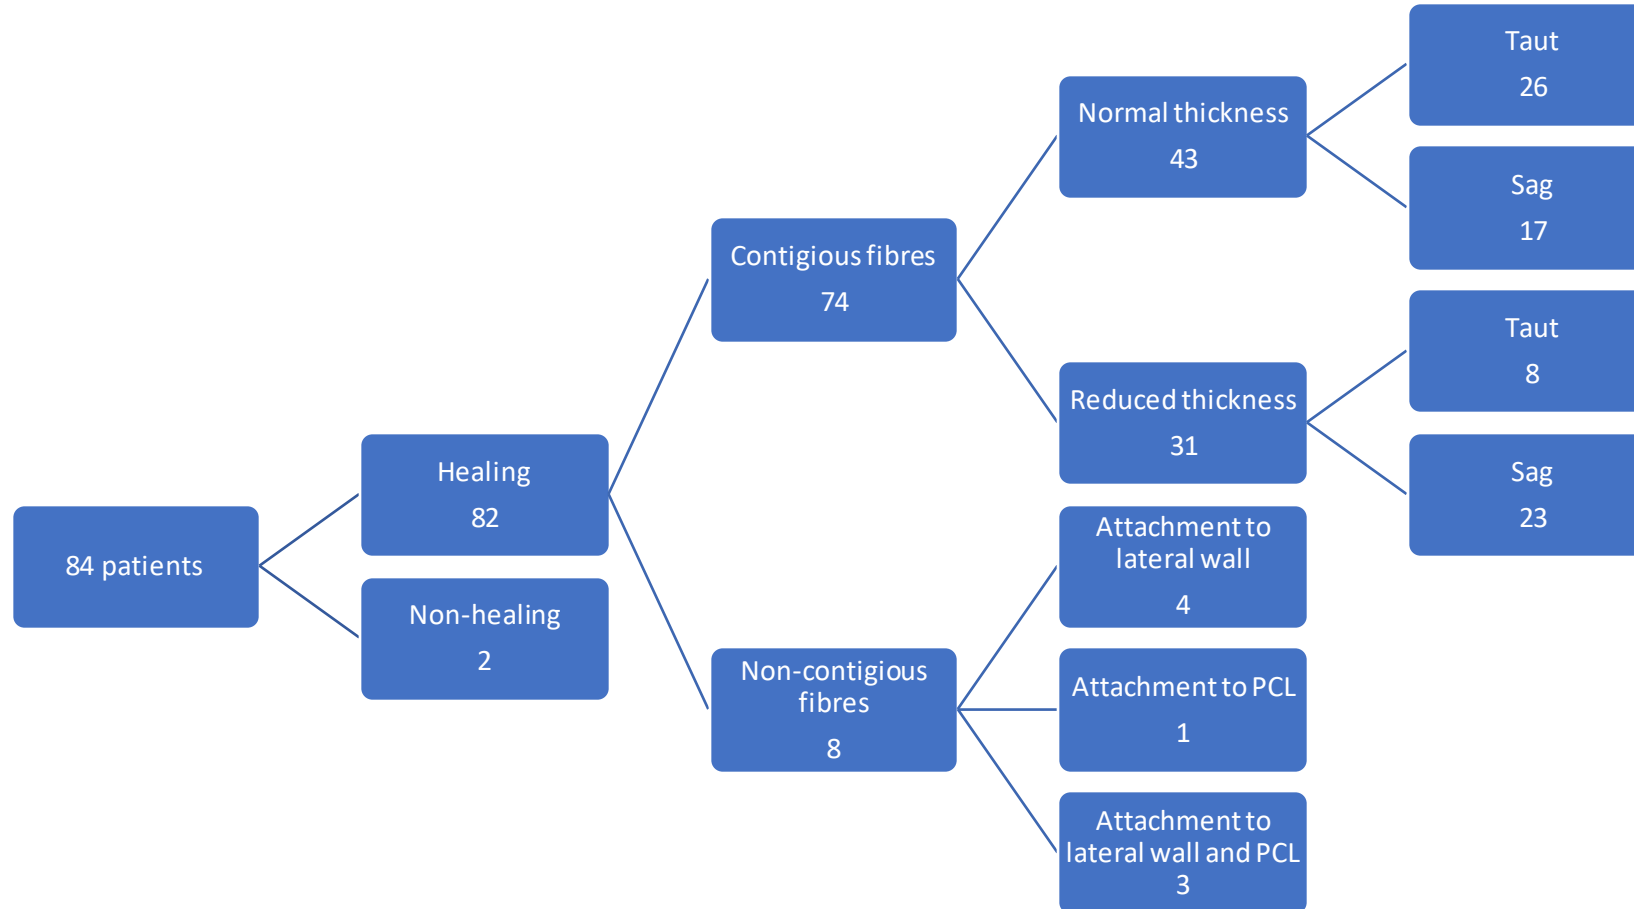 84 patients
Healing
82
Non-healing
2
Contigious fibres
74
Non-contigious
fibres
8
Normal thickness
43
Reduced thickness
31
Attachment to
lateral wall
4
Attachment to PCL
1
Attachment to
lateral wall and PCL
3
Taut
26
Sag
17
Taut
8
Sag
23